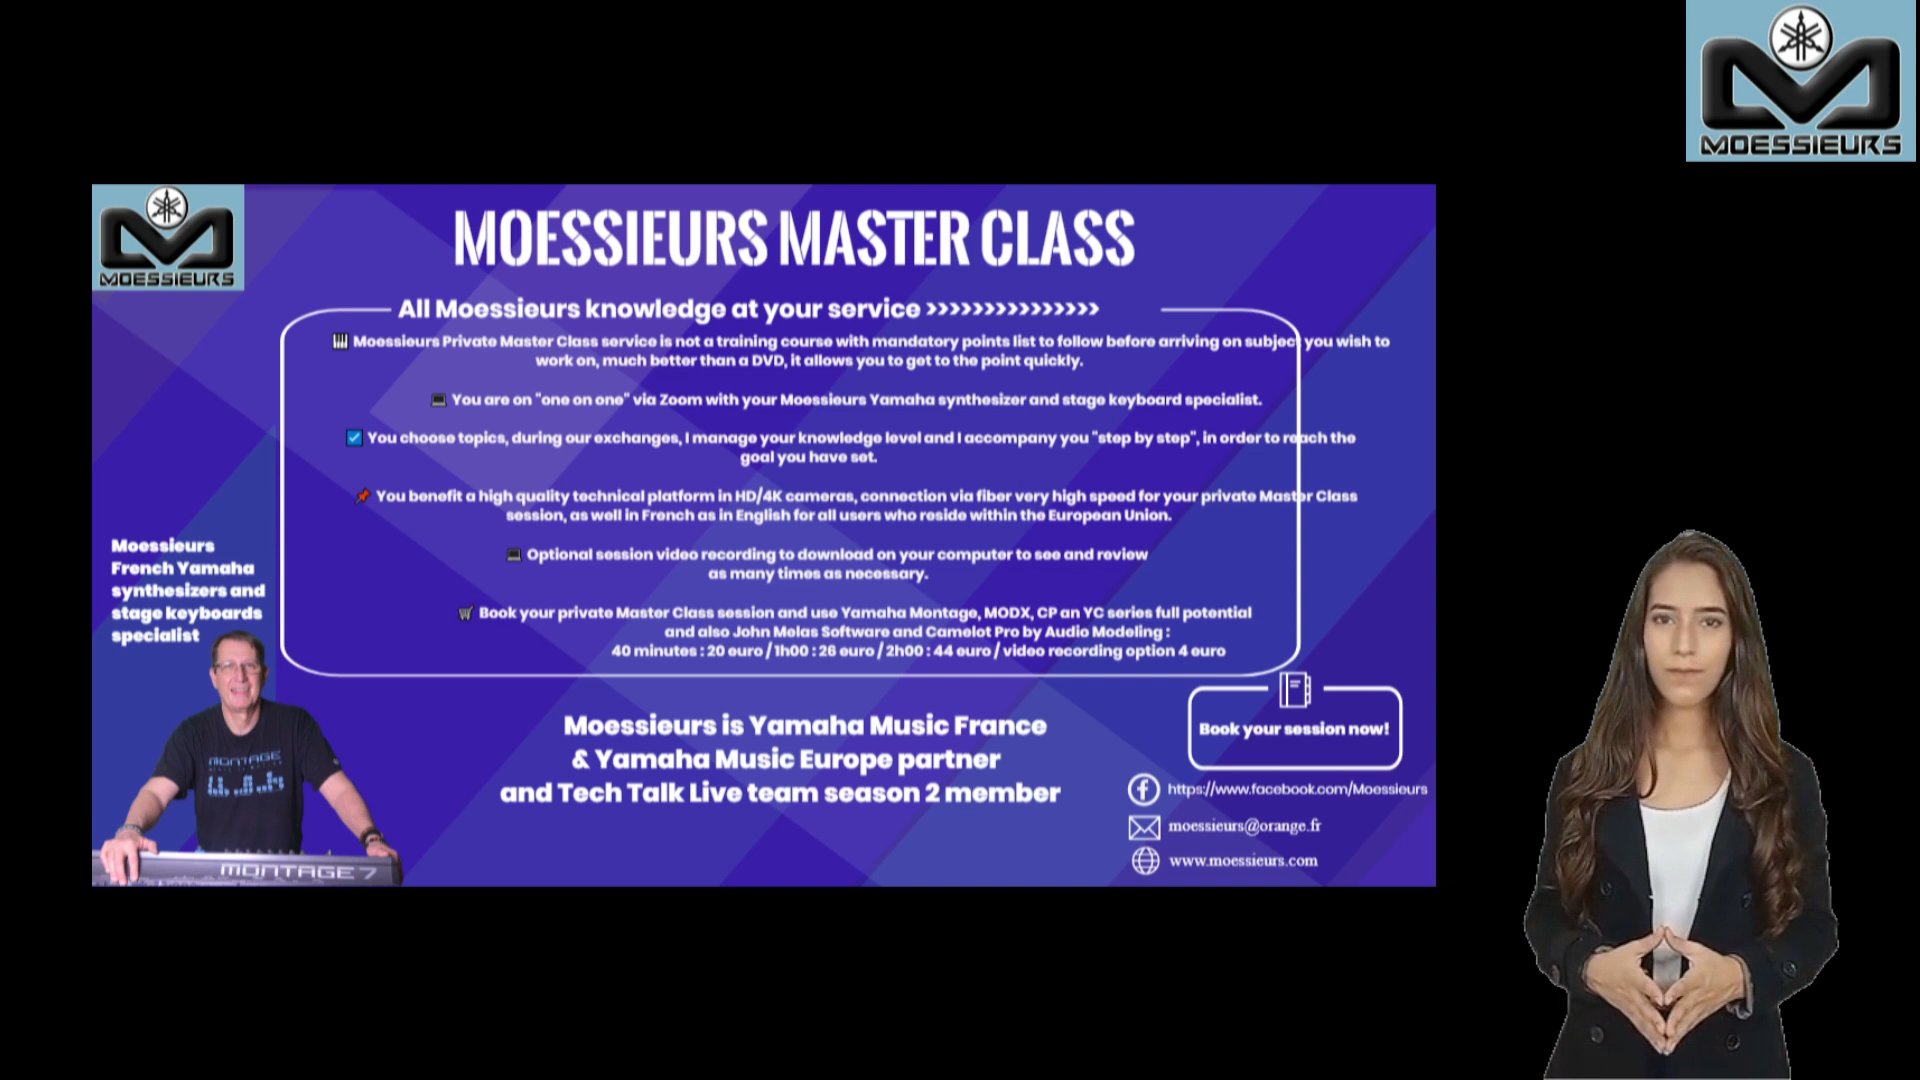 MOESSIEURS
MOESSIEURS
MOESSIEURS MASTER CLASS
All Moessieurs knowledge at your service >>>>>>>>>>>>>>>
Moessieurs Private Master Class service is not a training course with mandatory points list to follow before arriving on subject you wish to
work on, much better than a DVD, it allows you to get to the point quickly.
You are on "one on one" via Zoom with your Moessieurs Yamaha synthesizer and stage keyboard specialist.
You choose topics, during our exchanges, I manage your knowledge level and I accompany you "step by step", in order to reach the
goal you have set.
You benefit a high quality technical platform in HD/4K cameras, connection via fiber very high speed for your private Master Class
session, as well in French as in English for all users who reside within the European Union.
Optional session video recording to download on your computer to see and review
as many times as necessary.
Book your private Master Class session and use Yamaha Montage, MODX, CP an YC series full potential
and also John Melas Software and Camelot Pro by Audio Modeling :
40 minutes : 20 euro / 1h00 : 26 euro / 2h00 : 44 euro / video recording option 4 euro
Moessieurs
French Yamaha
synthesizers and
stage keyboards
specialist
MONTAGE
MONTAGE 7
Moessieurs is Yamaha Music France
& Yamaha Music Europe partner
and Tech Talk Live team season 2 member
Book your session now!
https://www.facebook.com/Moessieurs
moessieurs@orange.fr
www.moessieurs.com